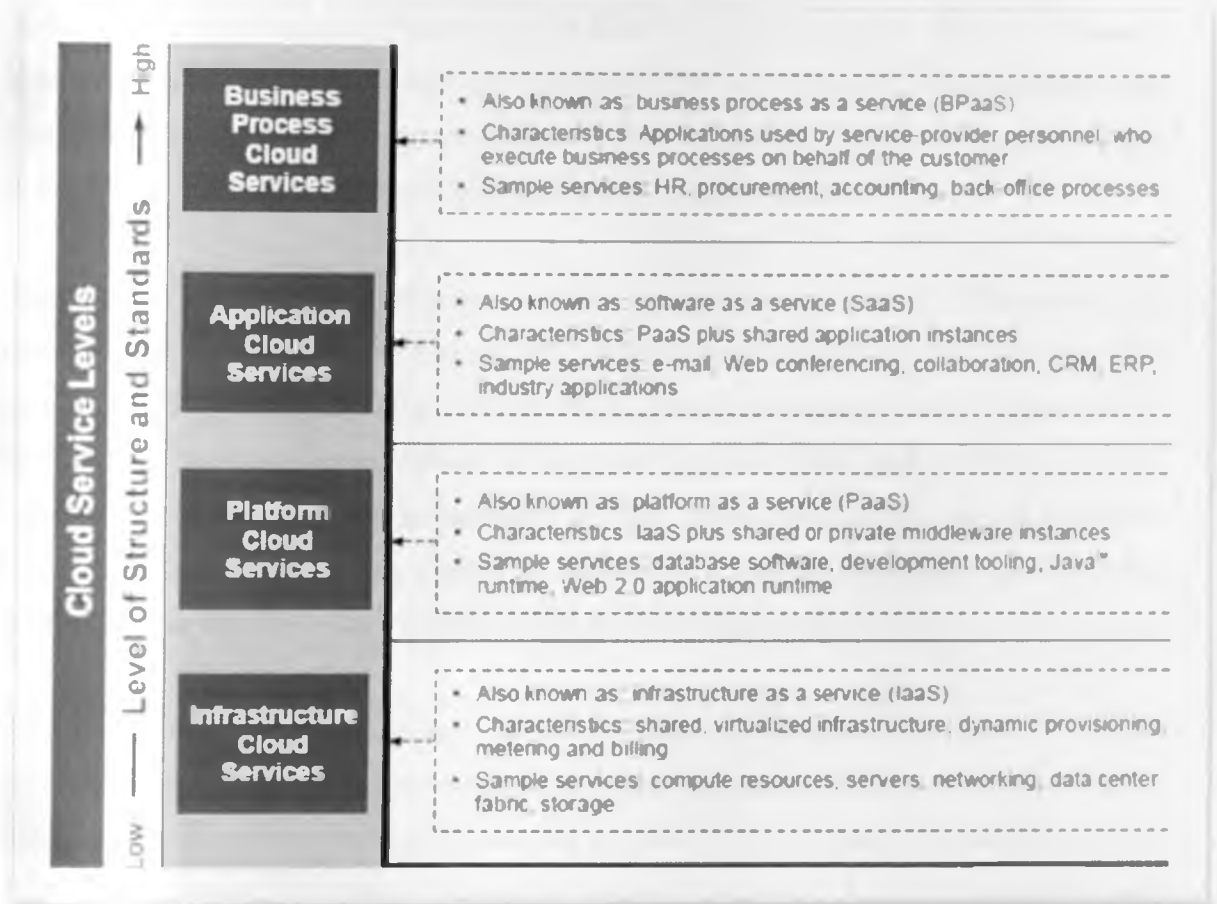 Cloud Service Levels
Low Level of Structure and Standards High
Business
Process
Cloud
Services
• Also known as: business process as a service (BPaaS)
• Characteristics: Applications used by service-provider personnel, who
execute business processes on behalf of the customer
• Sample services: HR, procurement, accounting, back-office processes
Application
Cloud
Services
• Also known as: software as a service (SaaS)
• Characteristics: PaaS plus shared application instances
• Sample services: e-mail, Web conferencing, collaboration, CRM, ERP,
industry applications
Platform
Cloud
Services
• Also known as: platform as a service (PaaS)
• Characteristics: IaaS plus shared or private middleware instances
• Sample services: database software, development tooling, Java™
runtime, Web 2.0 application runtime
Infrastructure
Cloud
Services
• Also known as: infrastructure as a service (IaaS)
• Characteristics: shared, virtualized infrastructure, dynamic provisioning,
metering and billing
• Sample services: compute resources, servers, networking, data center
fabric, storage